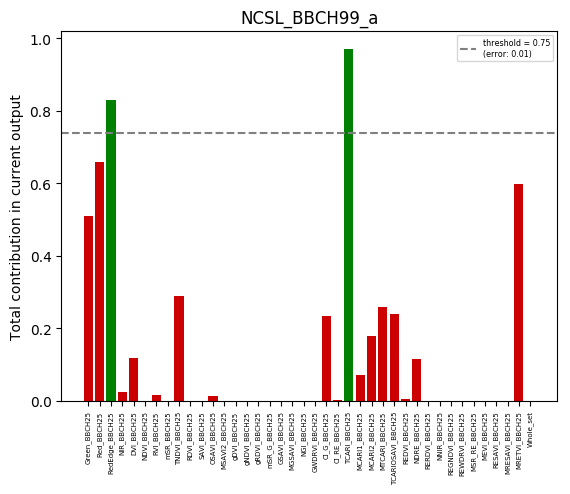 NCSL_BBCH99_a
threshold = 0.75
(error: 0.01)
Total contribution in current output
1.0
0.8
0.6
0.4
0.2
0.0
Green_BBCH25
Red_BBCH25
RedEdge_BBCH25
NIR_BBCH25
DVI_BBCH25
NDVI_BBCH25
RVI_BBCH25
mSR_BBCH25
TNDVI_BBCH25
RDVI_BBCH25
SAVI_BBCH25
OSAVI_BBCH25
MSAVI2_BBCH25
gDVI_BBCH25
gNDVI_BBCH25
gRDVI_BBCH25
mSR_G_BBCH25
GSAVI_BBCH25
MGSAVI_BBCH25
NGI_BBCH25
GWDRVI_BBCH25
CI_G_BBCH25
CI_RE_BBCH25
TCARI_BBCH25
MCARI1_BBCH25
MCARI2_BBCH25
MTCARI_BBCH25
TCARIOSAVI_BBCH25
REDVI_BBCH25
NDRE_BBCH25
RERDVI_BBCH25
NNIR_BBCH25
REGNDVI_BBCH25
REWDRVI_BBCH25
MSR_RE_BBCH25
MEVI_BBCH25
RESAVI_BBCH25
MRESAVI_BBCH25
MRETVI_BBCH25
Whole_set